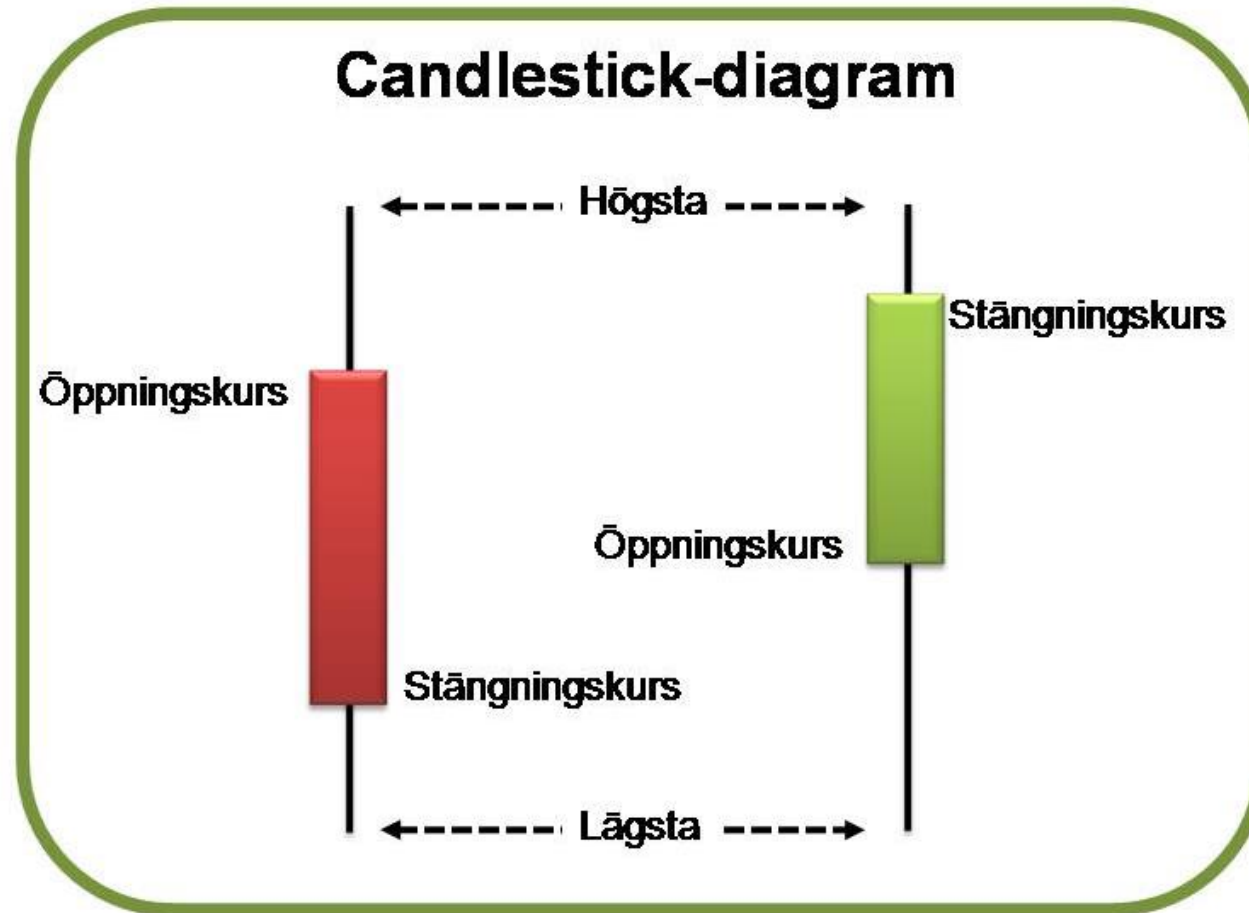 Candlestick-diagram
Högsta
Stängningskurs
Öppningskurs
Öppningskurs
Stängningskurs
Lägsta